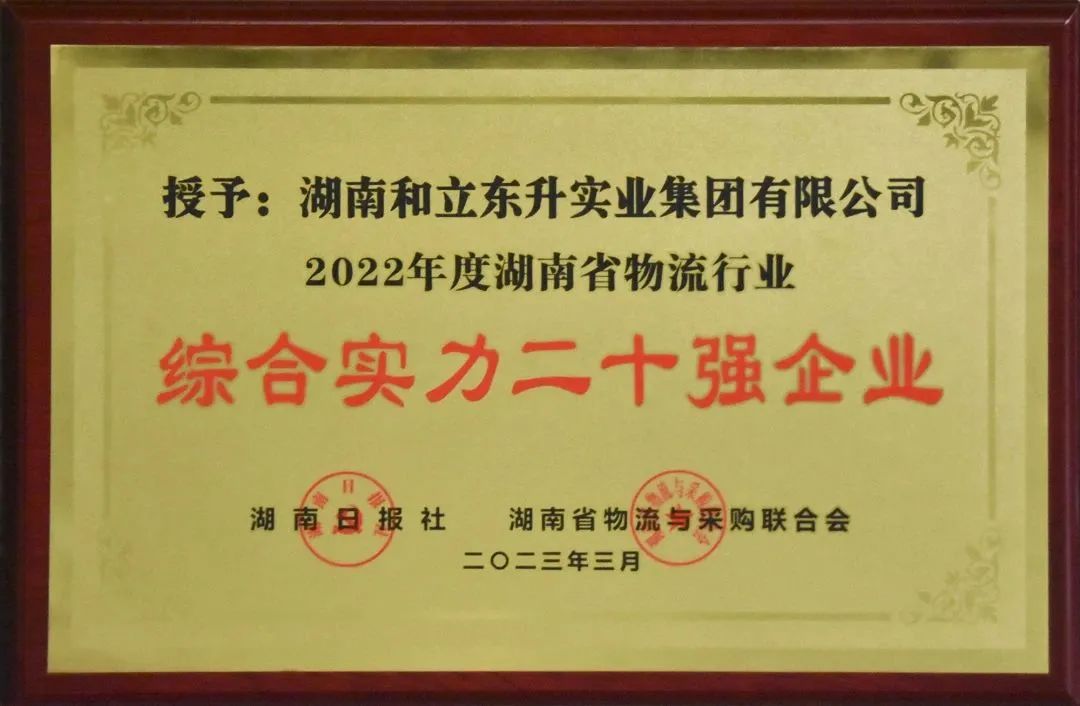 授予：湖南和立东升实业集团有限公司
2022年度湖南省物流行业
综合实力二十强企业
湖南日报社 湖南省物流与采购联合会
二〇二三年三月